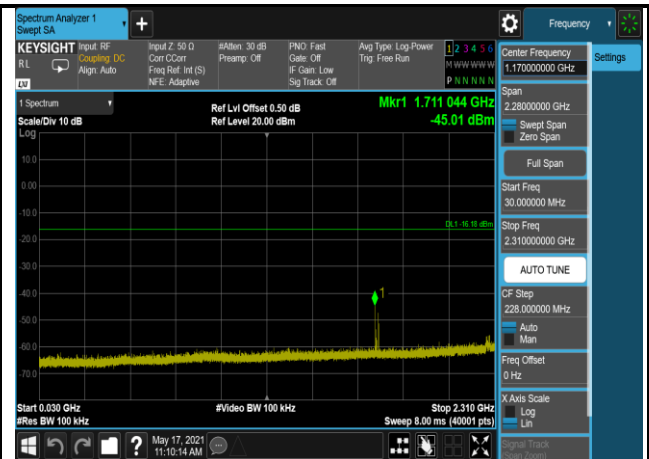 Spectrum Analyzer 1
Swept SA
+
Frequency
KEYSIGHT
RL
LXI
Input: RF
Coupling: DC
Align: Auto
Input Z: 50 Ω
Corr CCorr
Freq Ref: Int (S)
NFE: Adaptive
#Atten: 30 dB
Preamp: Off
PNO: Fast
Gate: Off
IF Gain: Low
Sig Track: Off
Avg Type: Log-Power
Trig: Free Run
1 2 3 4 5 6
M W W W W W
P N N N N N
1 Spectrum
Scale/Div 10 dB
Log
Ref Lvl Offset 0.50 dB
Ref Level 20.00 dBm
Mkr1 1.711 044 GHz
-45.01 dBm
10.0
0.00
-10.0
DL1 -16.18 dBm
-20.0
-30.0
-40.0
1
-50.0
-60.0
-70.0
Start 0.030 GHz
#Res BW 100 kHz
#Video BW 100 kHz
Stop 2.310 GHz
Sweep 8.00 ms (40001 pts)
?
May 17, 2021
11:10:14 AM
Center Frequency
1.170000000 GHz
Settings
Span
2.28000000 GHz
Swept Span
Zero Span
Full Span
Start Freq
30.000000 MHz
Stop Freq
2.310000000 GHz
AUTO TUNE
CF Step
228.000000 MHz
Auto
Man
Freq Offset
0 Hz
X Axis Scale
Log
Lin
Signal Track
(Span Zoom)